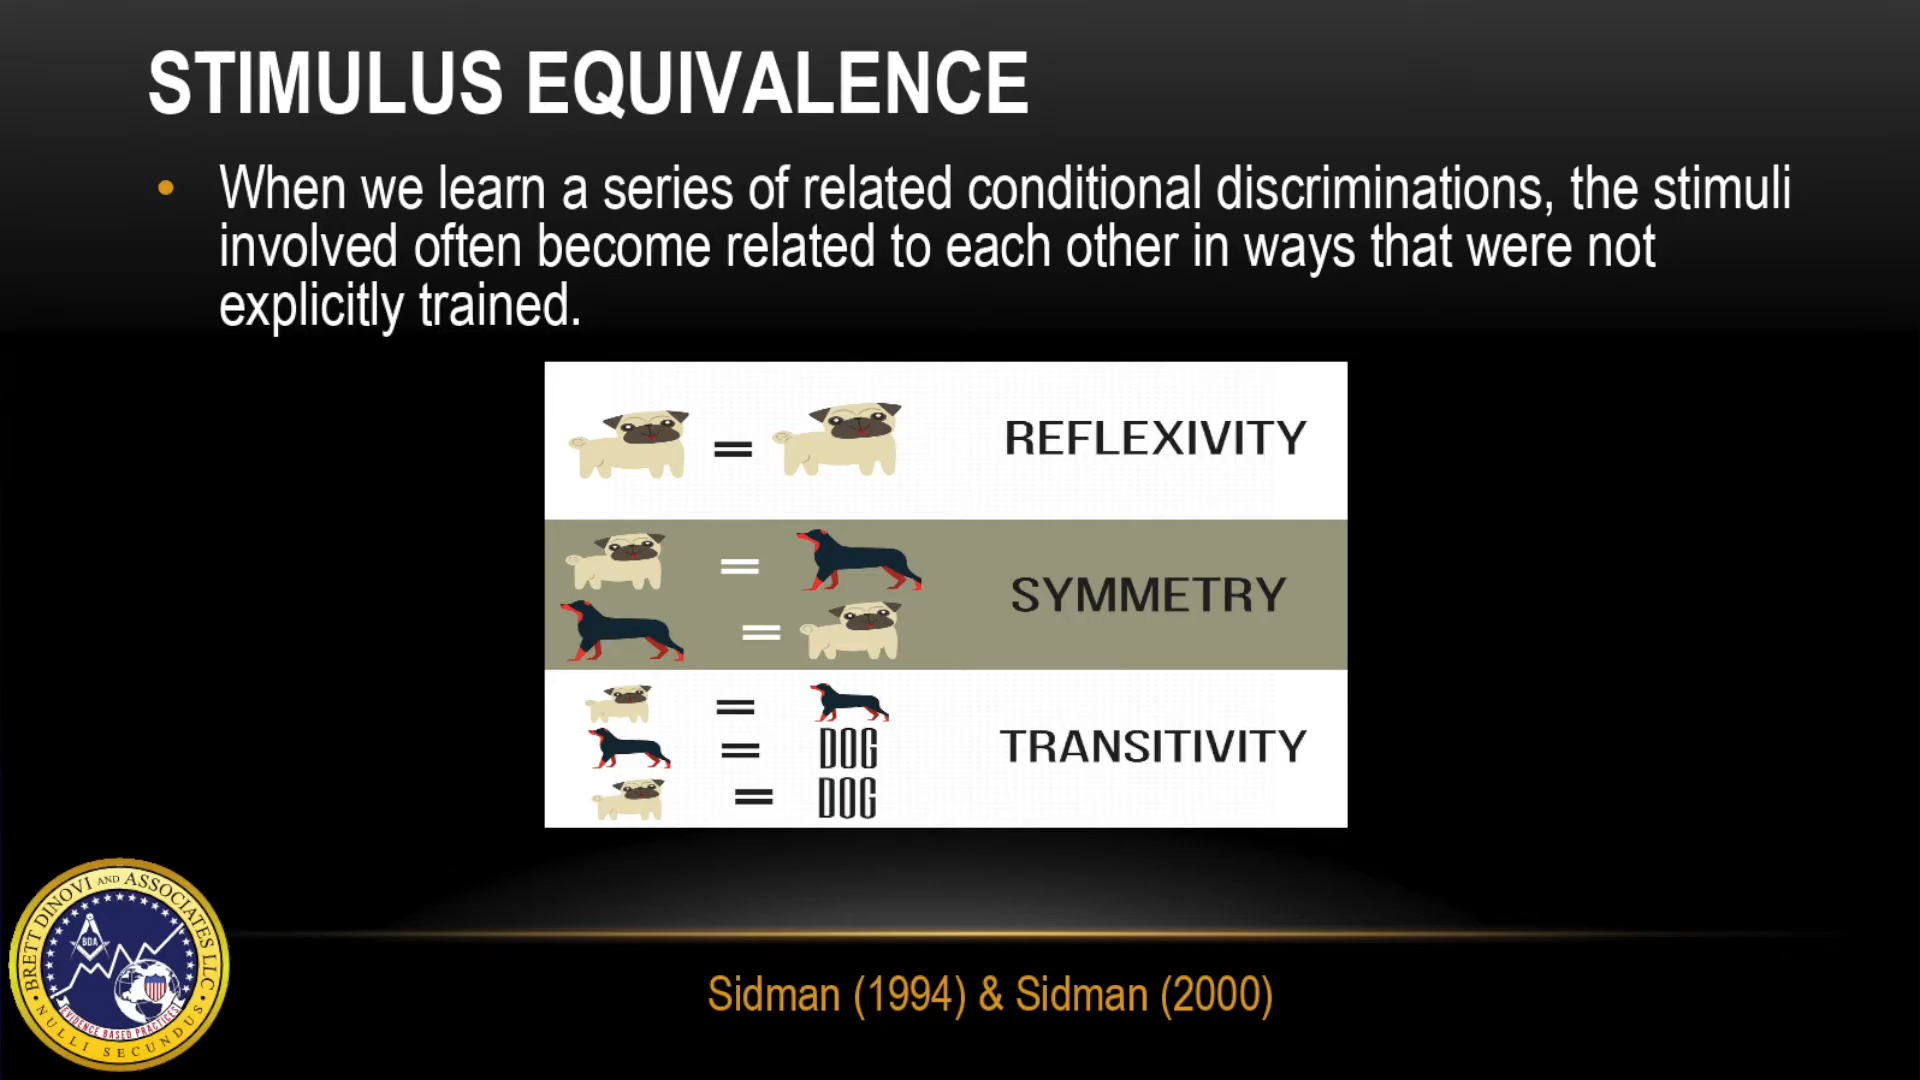 STIMULUS EQUIVALENCE
• When we learn a series of related conditional discriminations, the stimuli
involved often become related to each other in ways that were not
explicitly trained.
= REFLEXIVITY
=
= SYMMETRY
=
= DOG TRANSITIVITY
= DOG
BRETT DINOVI AND ASSOCIATES LLC.
BDA
EVIDENCE BASED PRACTICES
• NULLI SECUNDUS •
Sidman (1994) & Sidman (2000)